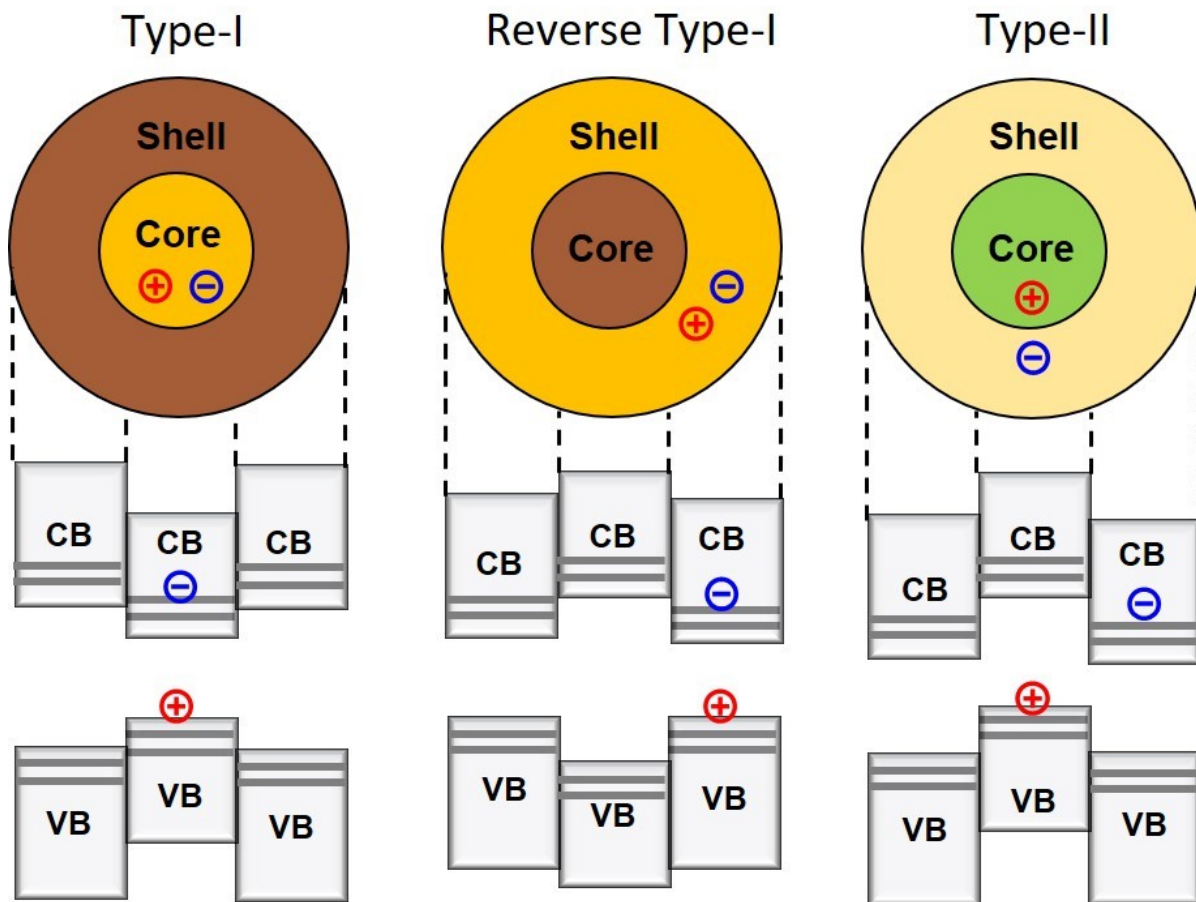 Type-I
Reverse Type-I
Type-II
Shell
Shell
Shell
Core
Core
Core
+ −
−
+
+
−
CB
CB
CB
−
CB
CB
CB
−
CB
CB
CB
−
+
+
+
VB
VB
VB
VB
VB
VB
VB
VB
VB